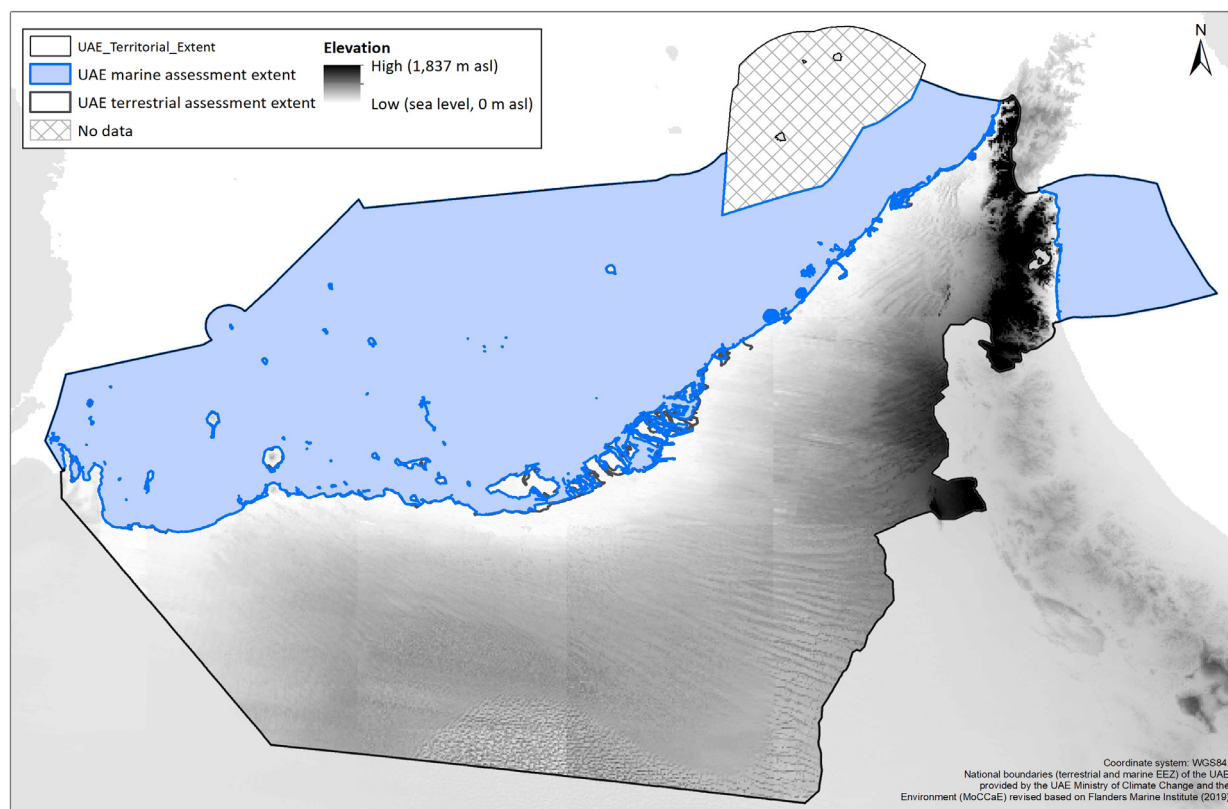 UAE_Territorial_Extent
UAE marine assessment extent
UAE terrestrial assessment extent
No data
Elevation
High (1,837 m asl)
Low (sea level, 0 m asl)
N
Coordinate system: WGS84
National boundaries (terrestrial and marine EEZ) of the UAE
provided by the UAE Ministry of Climate Change and the
Environment (MoCCaE) revised based on Flanders Marine Institute (2019)